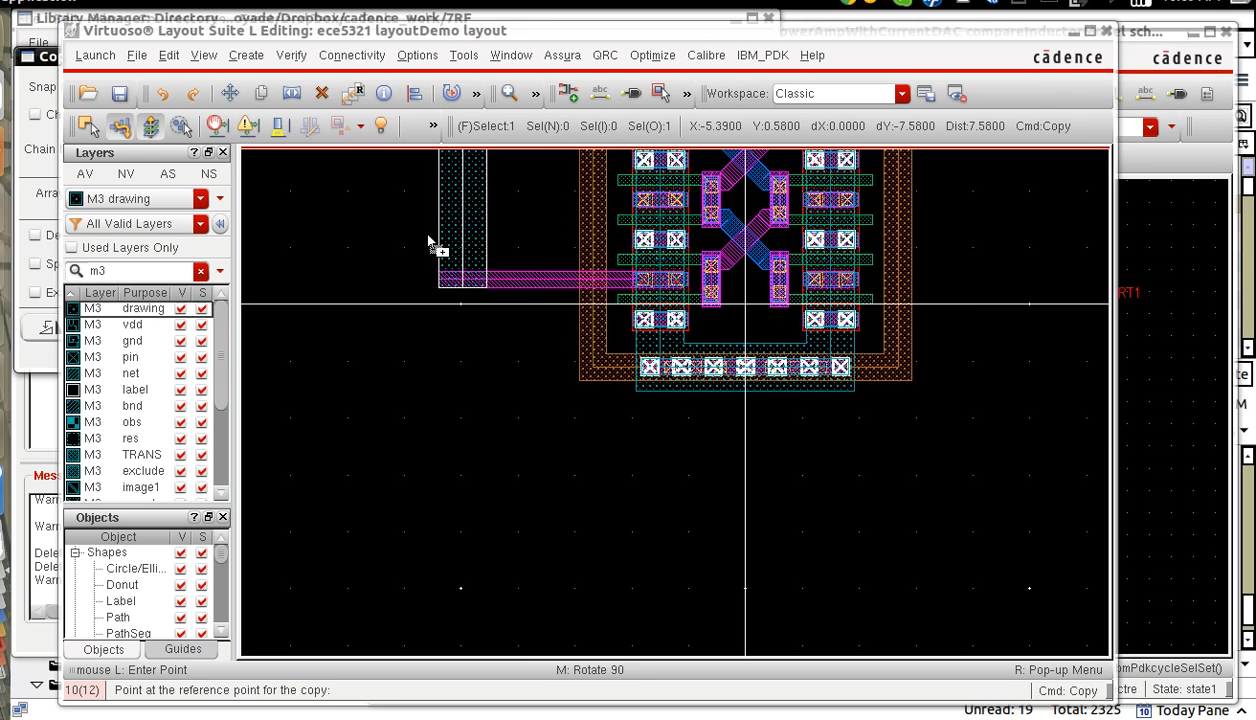 Library Manager: Directory ...oyade/Dropbox/cadence_work/7RF
Virtuoso® Layout Suite L Editing: ece5321 layoutDemo layout
owerAmpWithCurrentDAC compareInduct
el sch...
File
Launch File Edit View Create Verify Connectivity Options Tools Window Assura QRC Optimize Calibre IBM_PDK Help
cādence
cādence
Snap
Workspace: Classic
(F)Select:1 Sel(N):0 Sel(I):0 Sel(O):1 X:-5.3900 Y:0.5800 dX:0.0000 dY:-7.5800 Dist:7.5800 Cmd:Copy
Chain
Layers
AV NV AS NS
Arra
M3 drawing
All Valid Layers
Used Layers Only
m3
Layer Purpose V S
M3 drawing
M3 vdd
M3 gnd
M3 pin
M3 net
M3 label
M3 bnd
M3 obs
M3 res
M3 TRANS
M3 exclude
M3 image1
RT1
Mes
Warn
Warn
Dele
Dele
Warn
Objects
Object V S
Shapes
Circle/Elli...
Donut
Label
Path
PathSeg
Objects Guides
mouse L: Enter Point M: Rotate 90 R: Pop-up Menu
omPdkcycleSelSet()
10(12) Point at the reference point for the copy: Cmd: Copy
ctre State: state1
Unread: 19 Total: 2325 10 Today Pane